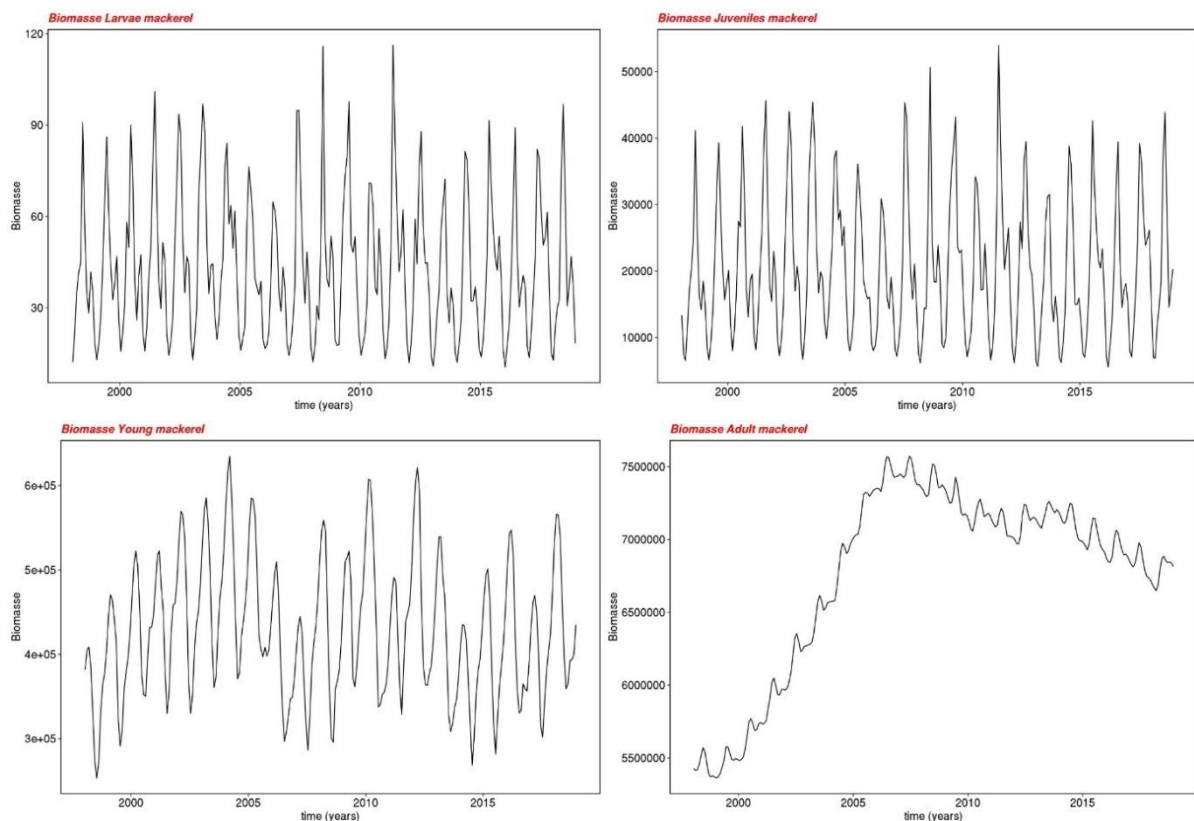 Biomasse Larvae mackerel
120
90
60
30
Biomasse
2000 2005 2010 2015
time (years)
Biomasse Juveniles mackerel
50000
40000
30000
20000
10000
Biomasse
2000 2005 2010 2015
time (years)
Biomasse Young mackerel
6e+05
5e+05
4e+05
3e+05
Biomasse
2000 2005 2010 2015
time (years)
Biomasse Adult mackerel
7500000
7000000
6500000
6000000
5500000
Biomasse
2000 2005 2010 2015
time (years)